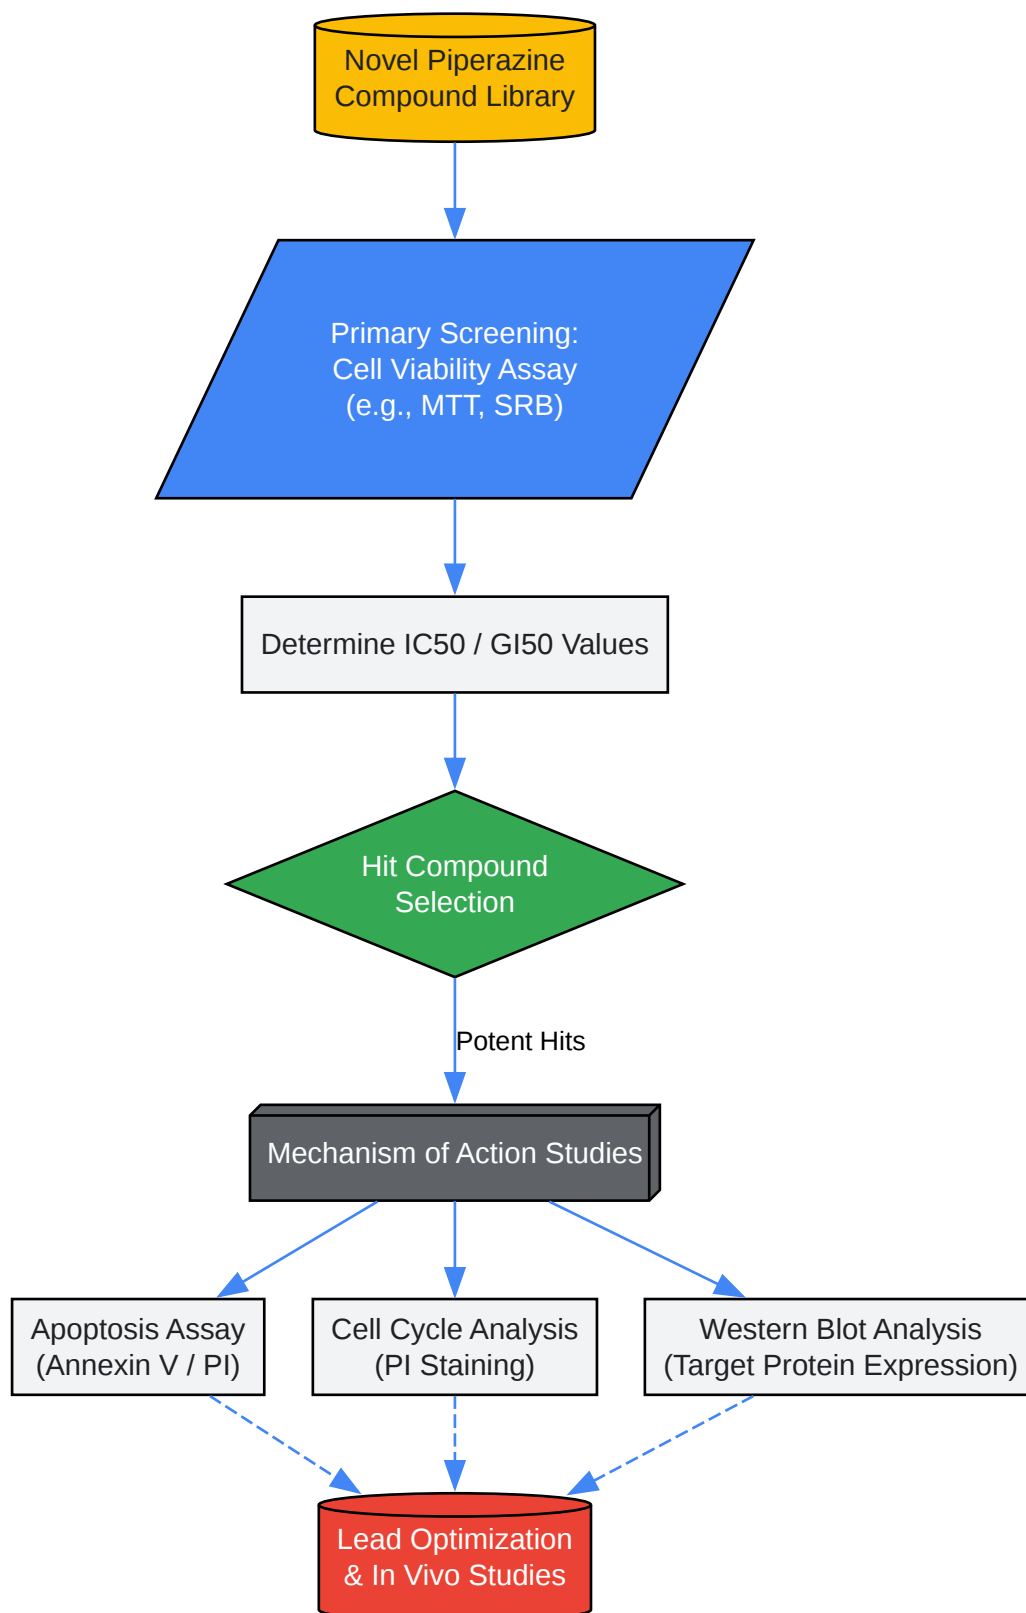 Novel Piperazine
Compound Library
Primary Screening:
Cell Viability Assay
(e.g., MTT, SRB)
Determine IC50 / GI50 Values
Hit Compound
Selection
Potent Hits
Mechanism of Action Studies
Apoptosis Assay
(Annexin V / PI)
Cell Cycle Analysis
(PI Staining)
Western Blot Analysis
(Target Protein Expression)
Lead Optimization
& In Vivo Studies